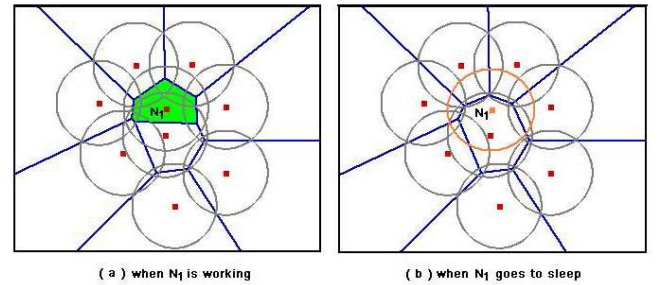 N1
N1
( a ) when N1 is working
( b ) when N1 goes to sleep